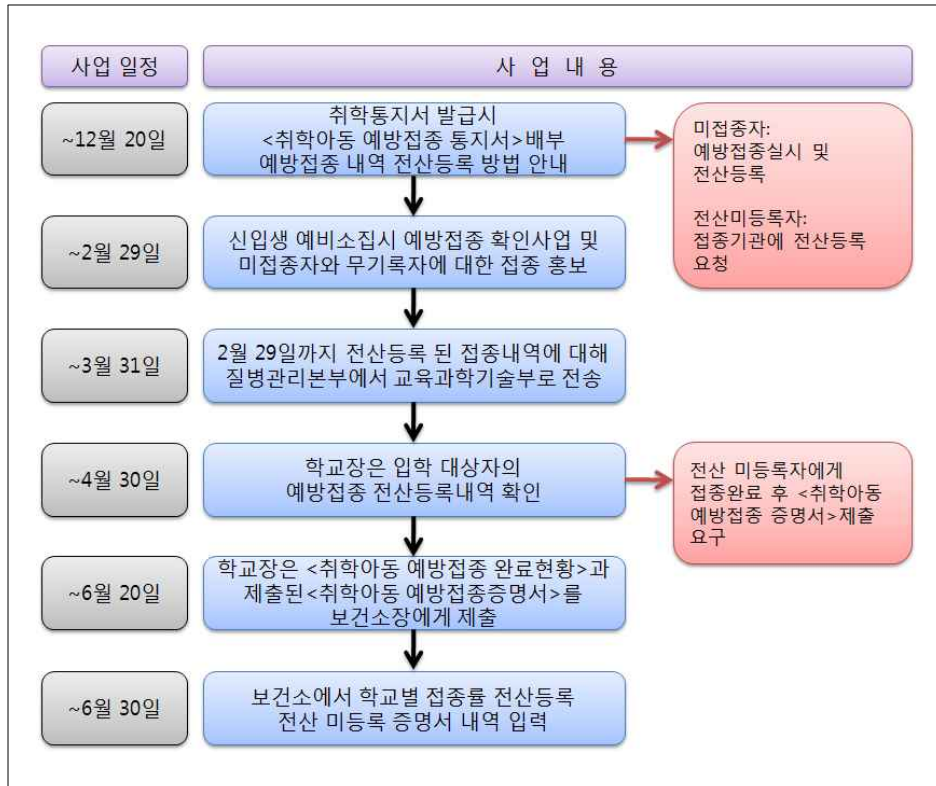 사업 일정
사 업 내 용
~12월 20일
취학통지서 발급시
<취학아동 예방접종 통지서>배부
예방접종 내역 전산등록 방법 안내
미접종자:
예방접종실시 및
전산등록
전산미등록자:
접종기관에 전산등록
요청
~2월 29일
신입생 예비소집시 예방접종 확인사업 및
미접종자와 무기록자에 대한 접종 홍보
~3월 31일
2월 29일까지 전산등록 된 접종내역에 대해
질병관리본부에서 교육과학기술부로 전송
~4월 30일
학교장은 입학 대상자의
예방접종 전산등록내역 확인
전산 미등록자에게
접종완료 후 <취학아동
예방접종 증명서>제출
요구
~6월 20일
학교장은 <취학아동 예방접종 완료현황>과
제출된<취학아동 예방접종증명서>를
보건소장에게 제출
~6월 30일
보건소에서 학교별 접종률 전산등록
전산 미등록 증명서 내역 입력